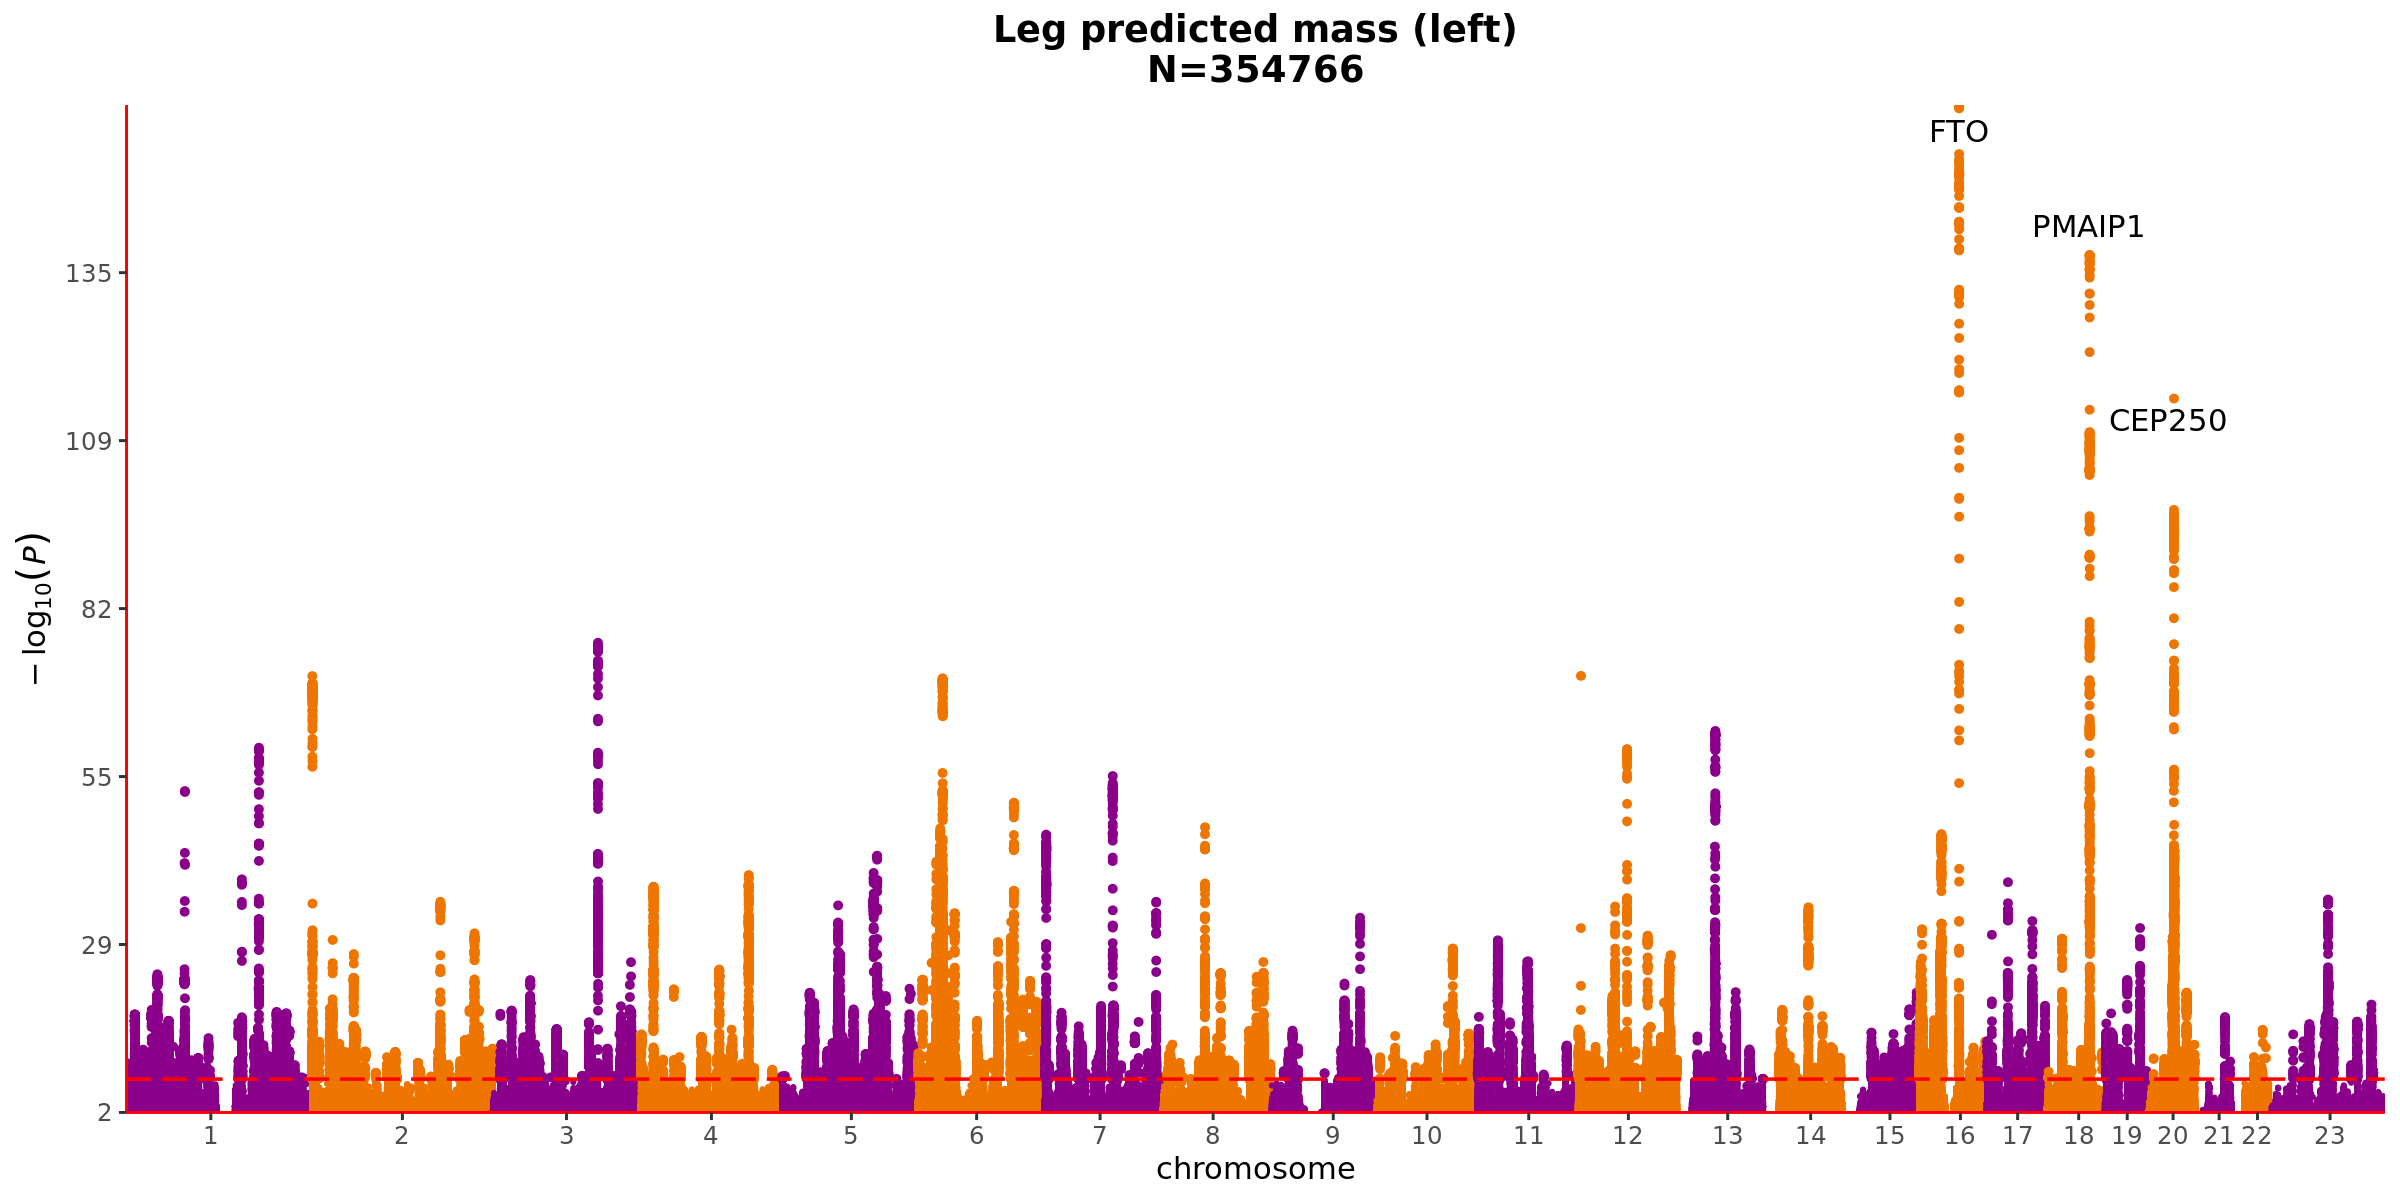 Leg predicted mass (left)
N=354766
FTO
PMAIP1
CEP250
135
109
82
55
29
2
−log10(P)
1 2 3 4 5 6 7 8 9 10 11 12 13 14 15 16 17 18 19 20 21 22 23
chromosome